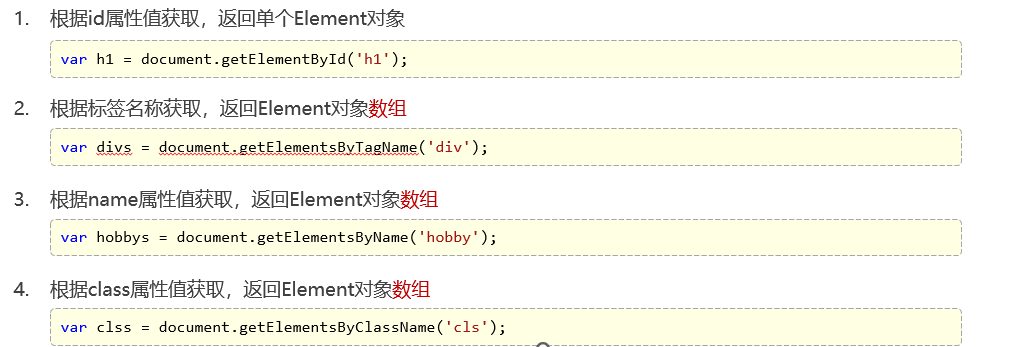 1. 根据id属性值获取，返回单个Element对象
var h1 = document.getElementById('h1');
2. 根据标签名称获取，返回Element对象数组
var divs = document.getElementsByTagName('div');
3. 根据name属性值获取，返回Element对象数组
var hobbys = document.getElementsByName('hobby');
4. 根据class属性值获取，返回Element对象数组
var clss = document.getElementsByClassName('cls');